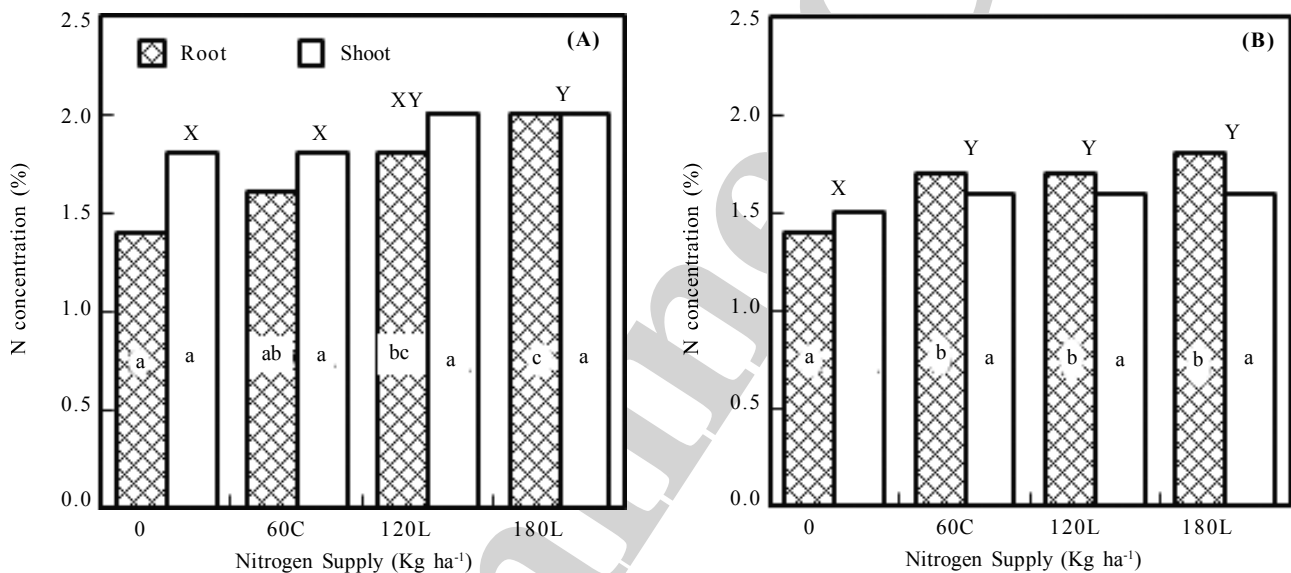 2.5
(A)
Root
Shoot
2.0
1.5
1.0
0.5
0.0
N concentration (%)
X
X
XY
Y
a
a
ab
a
bc
a
c
a
0
60C
120L
180L
Nitrogen Supply (Kg ha⁻¹)
2.5
(B)
2.0
1.5
1.0
0.5
0.0
N concentration (%)
X
Y
Y
Y
a
b
a
b
a
b
a
0
60C
120L
180L
Nitrogen Supply (Kg ha⁻¹)